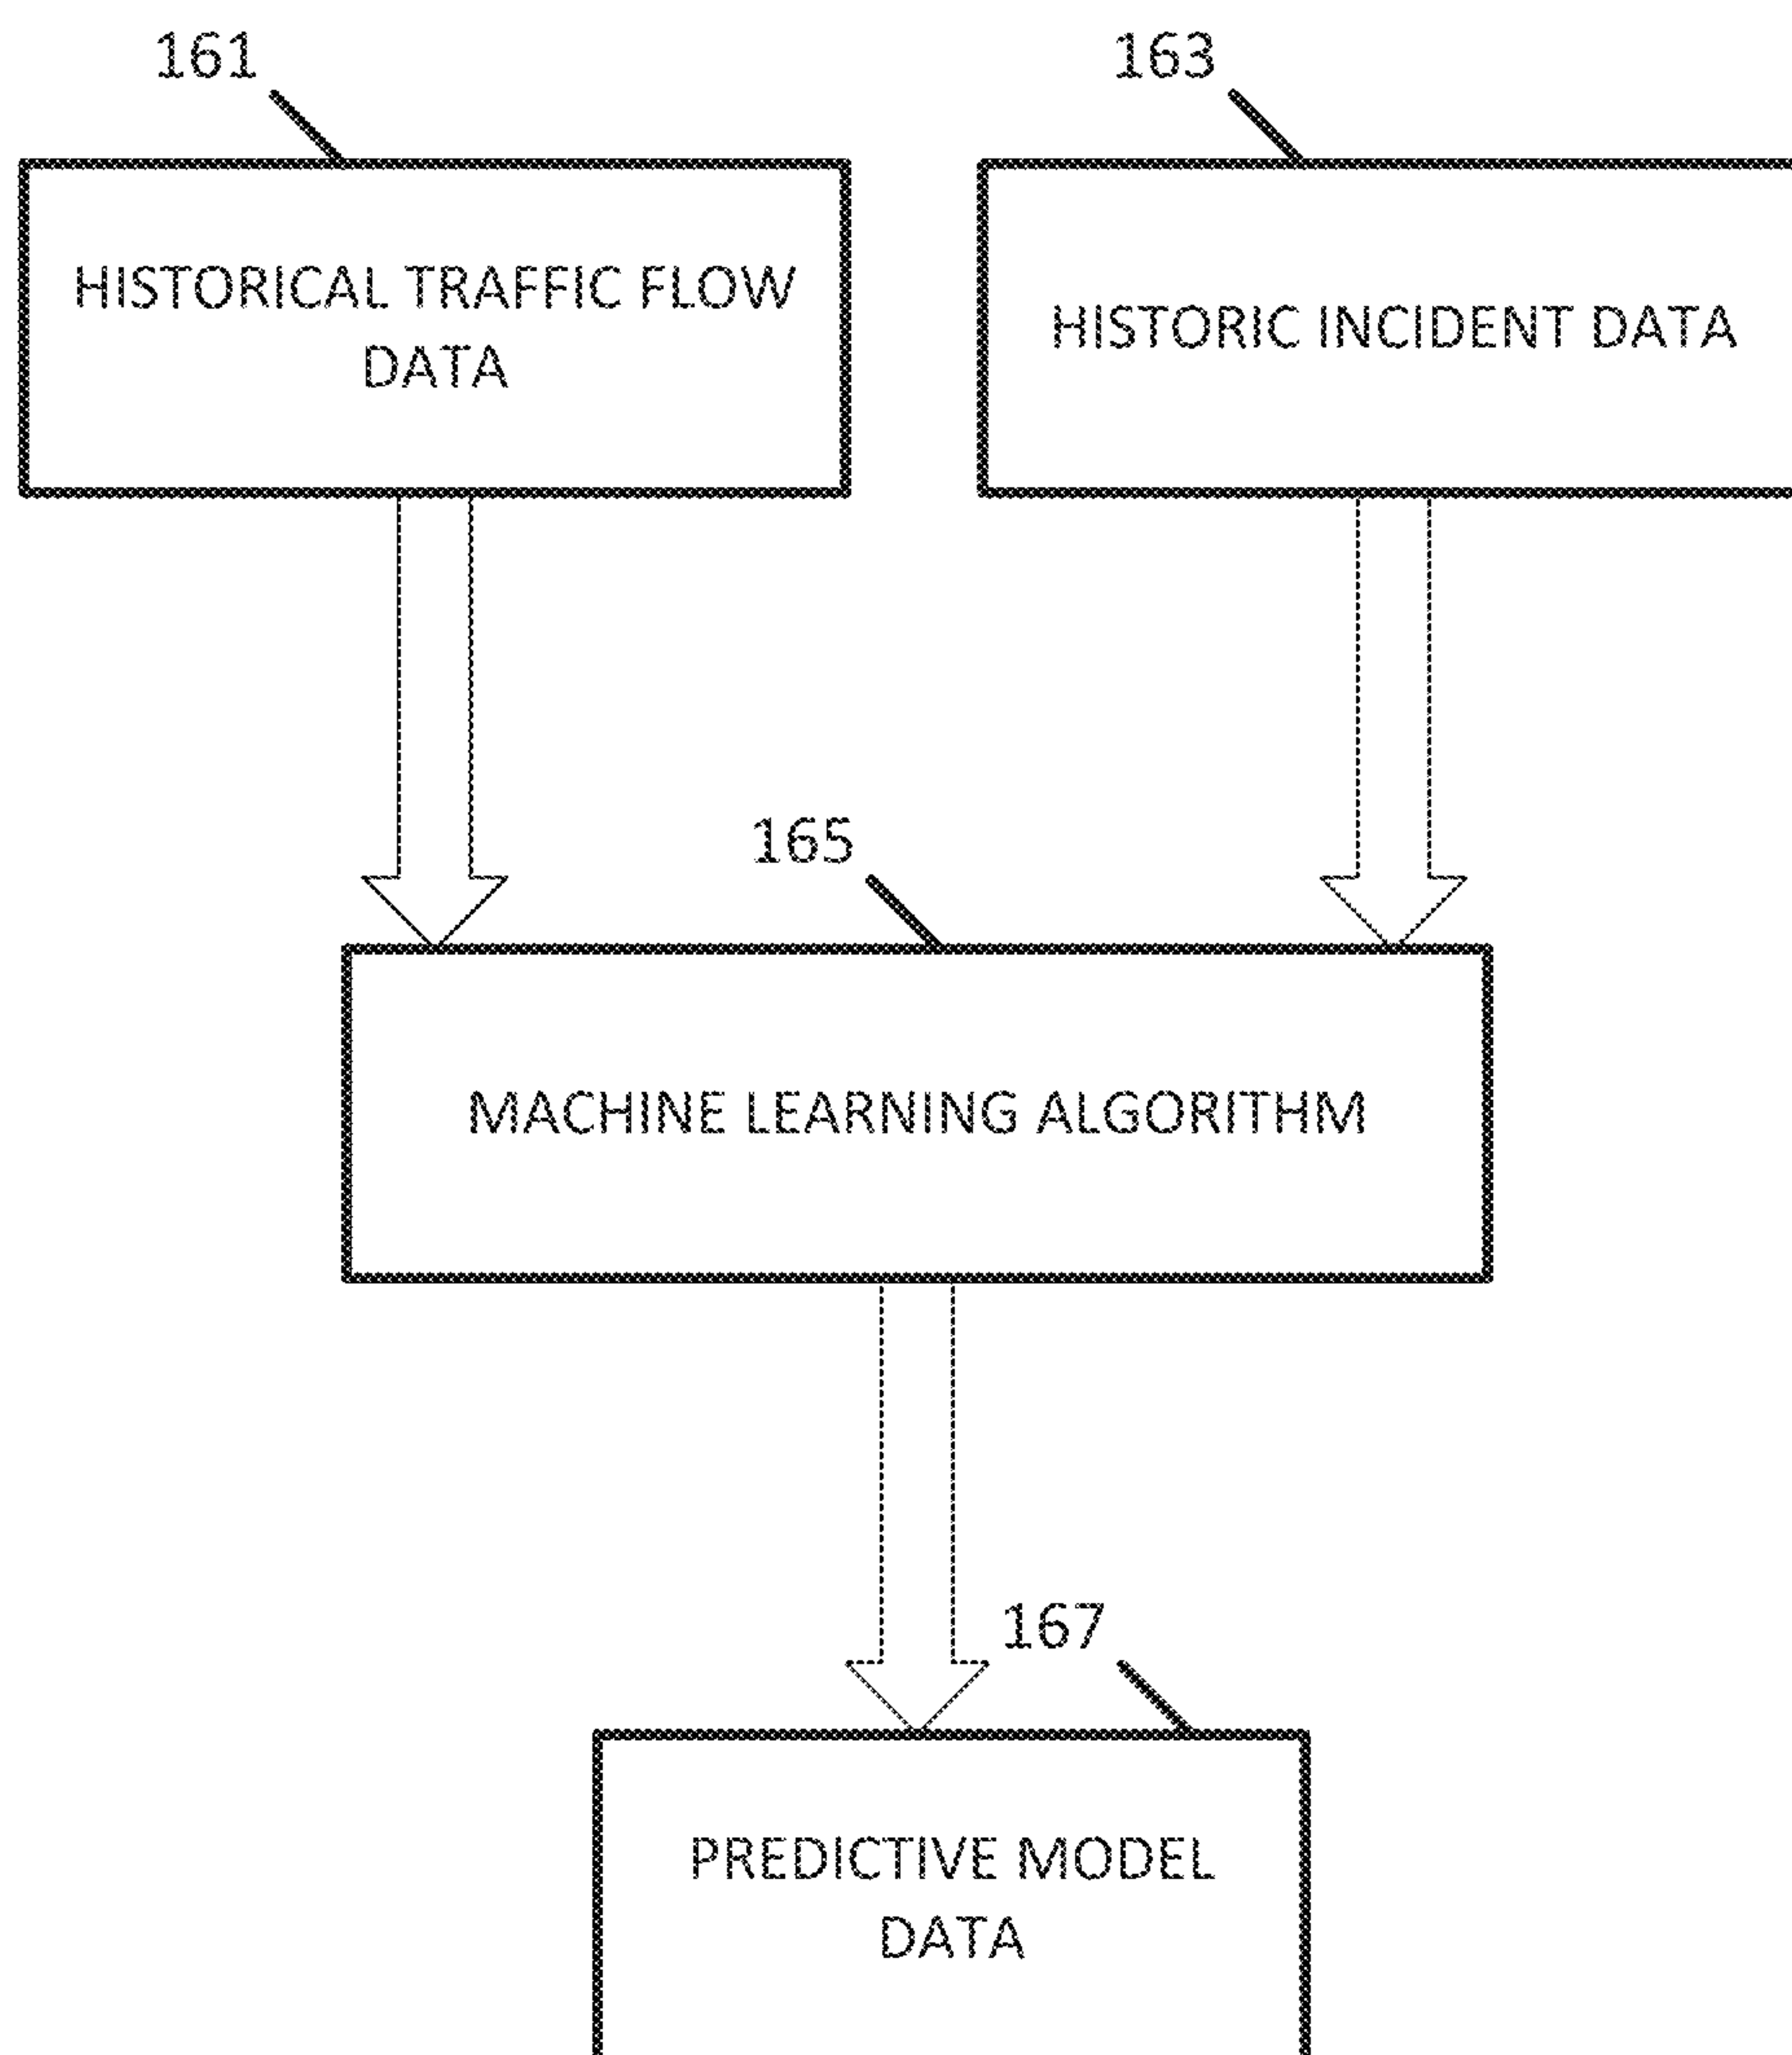 161
163
HISTORICAL TRAFFIC FLOW
DATA
HISTORIC INCIDENT DATA
165
MACHINE LEARNING ALGORITHM
167
PREDICTIVE MODEL
DATA